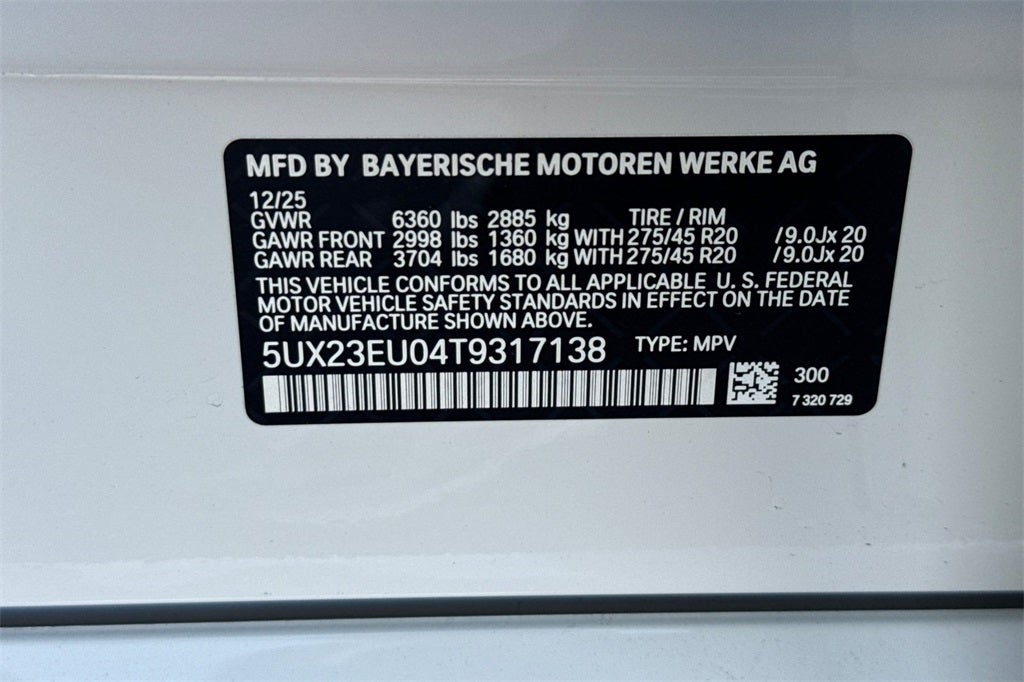 MFD BY BAYERISCHE MOTOREN WERKE AG
12/25
GVWR 6360 lbs 2885 kg TIRE / RIM
GAWR FRONT 2998 lbs 1360 kg WITH 275/45 R20 /9.0Jx 20
GAWR REAR 3704 lbs 1680 kg WITH 275/45 R20 /9.0Jx 20
THIS VEHICLE CONFORMS TO ALL APPLICABLE U. S. FEDERAL
MOTOR VEHICLE SAFETY STANDARDS IN EFFECT ON THE DATE
OF MANUFACTURE SHOWN ABOVE.
5UX23EU04T9317138 TYPE: MPV
300
7 320 729